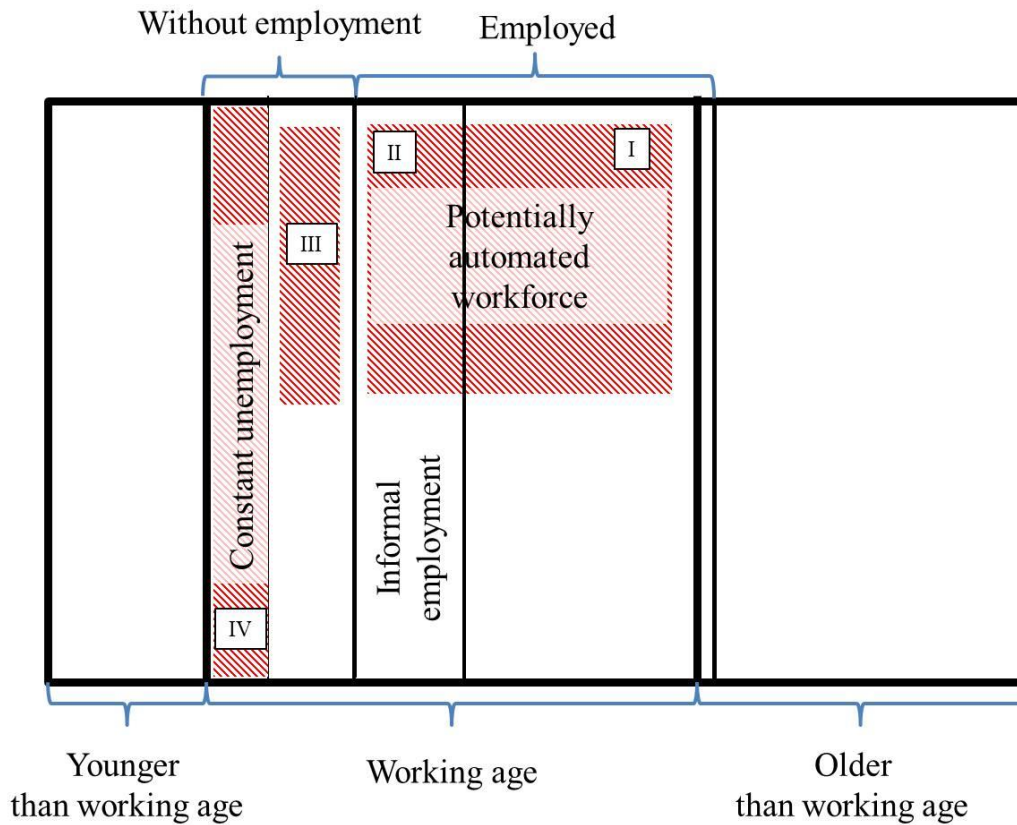 Without employment
Employed
II
I
III
Potentially
automated
workforce
Constant unemployment
Informal
employment
IV
Younger
than working age
Working age
Older
than working age